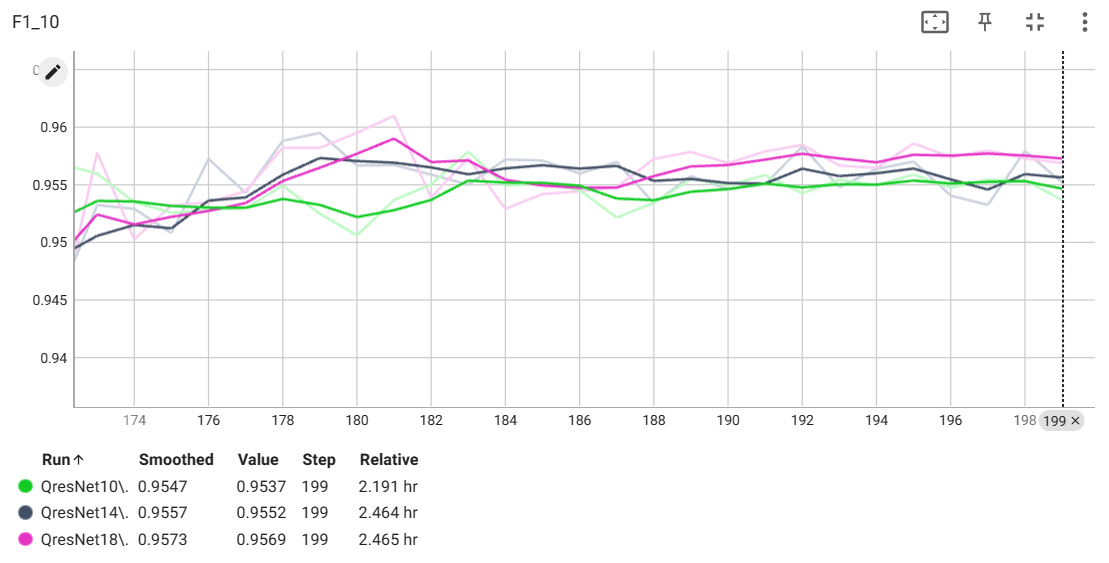 F1_10
0.96
0.955
0.95
0.945
0.94
174 176 178 180 182 184 186 188 190 192 194 196 198 199 ×
Run↑ Smoothed Value Step Relative
QresNet10\. 0.9547 0.9537 199 2.191 hr
QresNet14\. 0.9557 0.9552 199 2.464 hr
QresNet18\. 0.9573 0.9569 199 2.465 hr